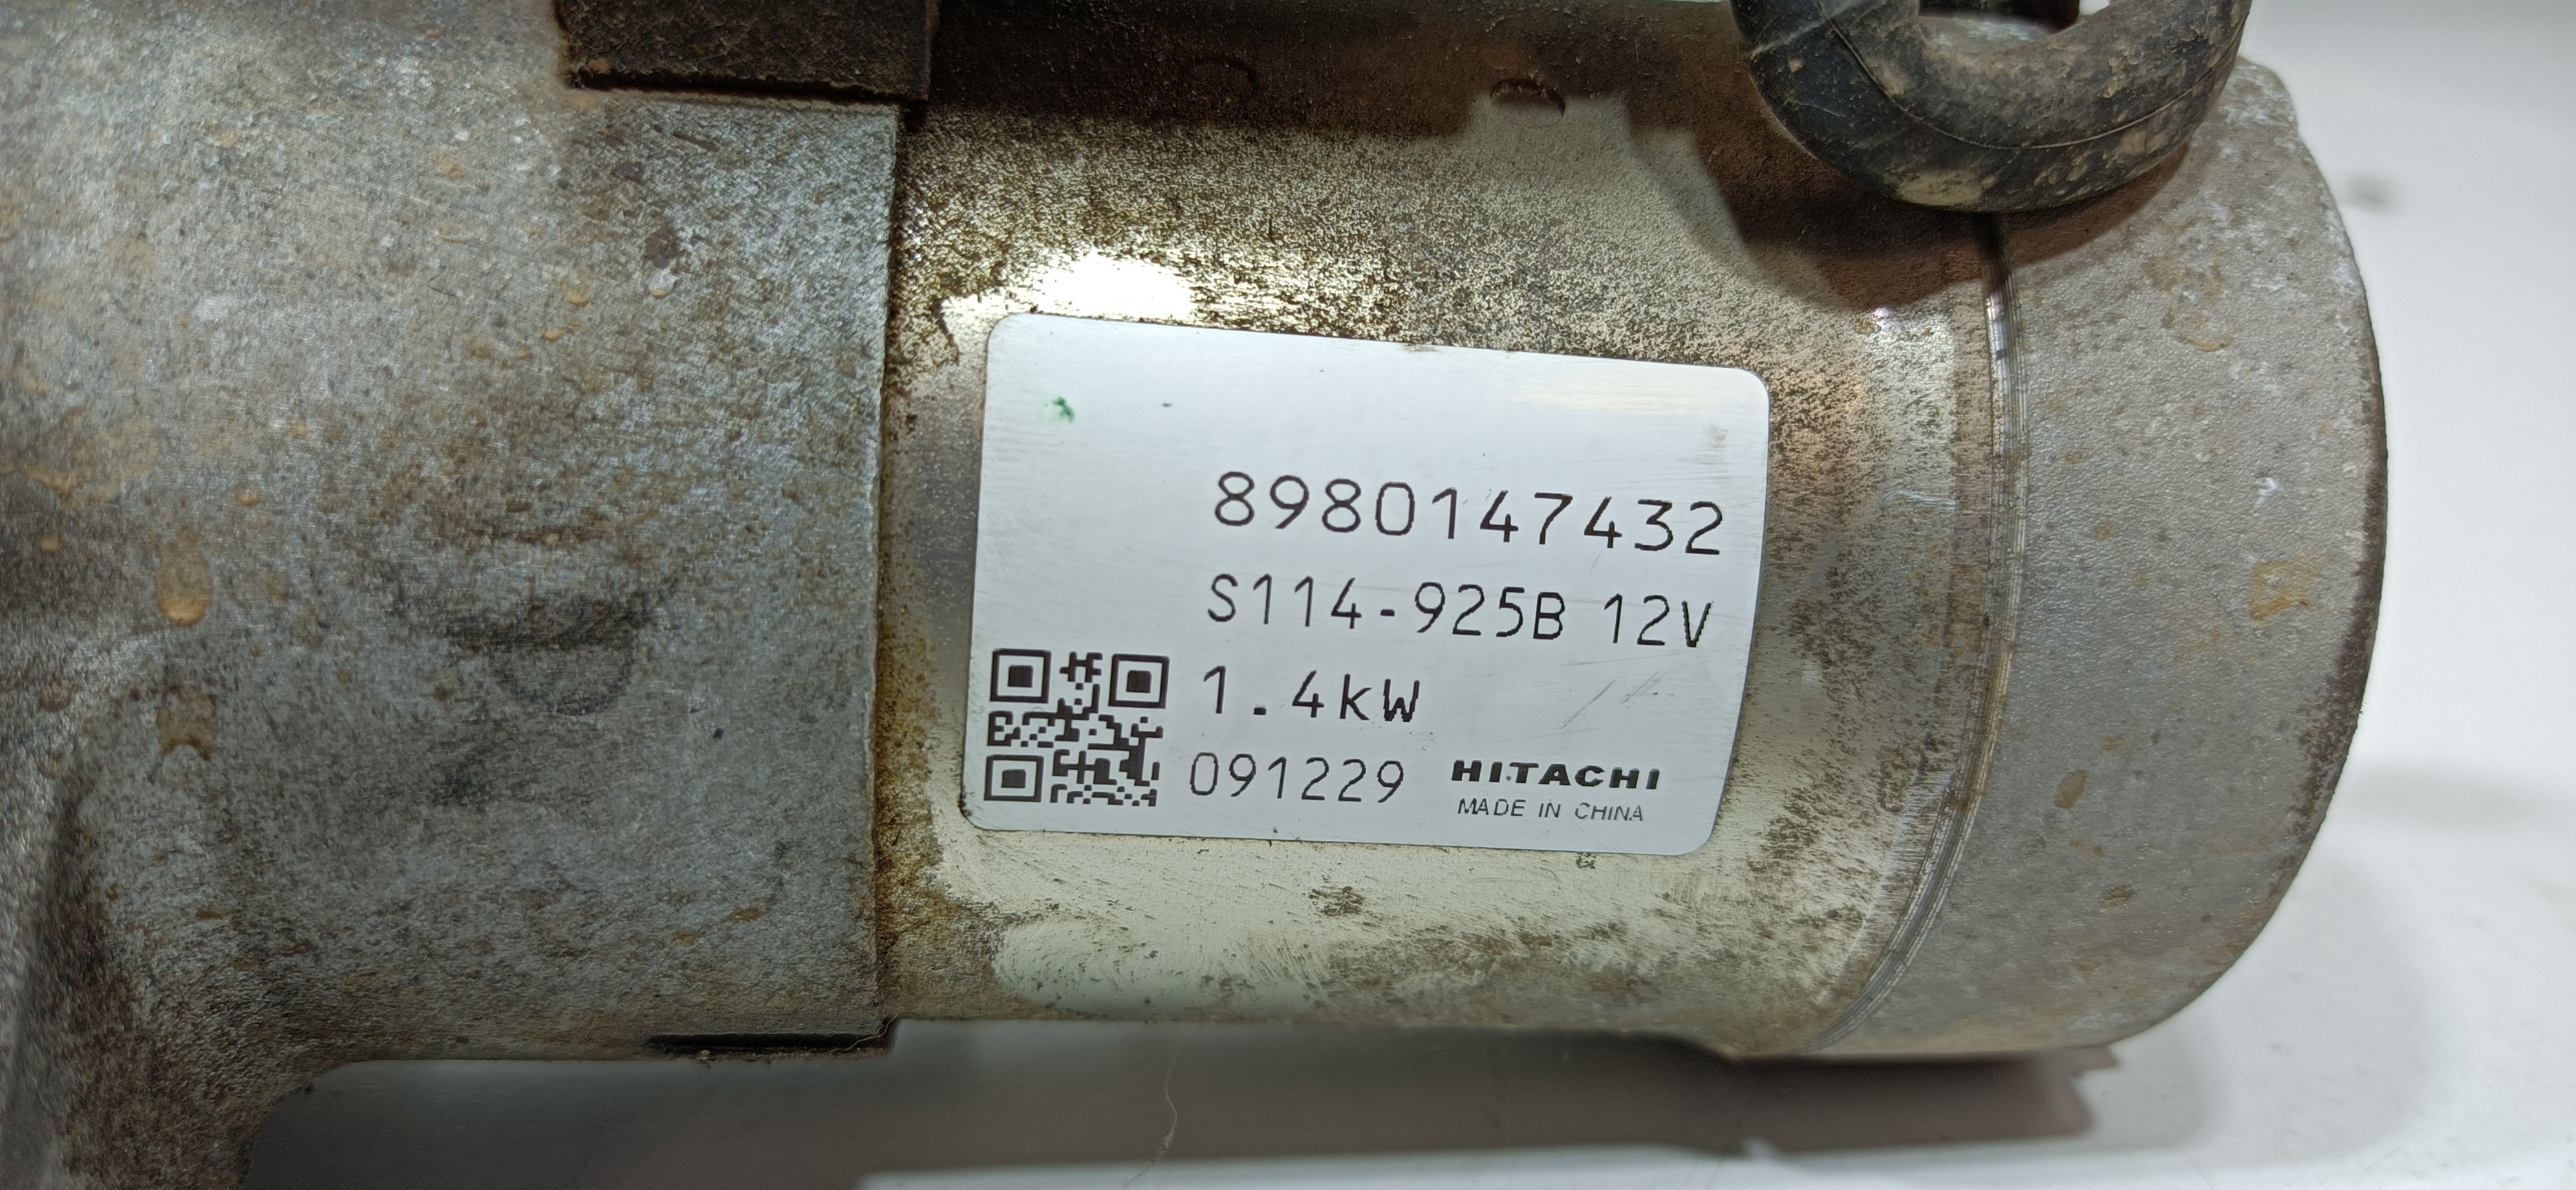 8980147432
S114-925B 12V
1.4kW
091229 HITACHI
MADE IN CHINA